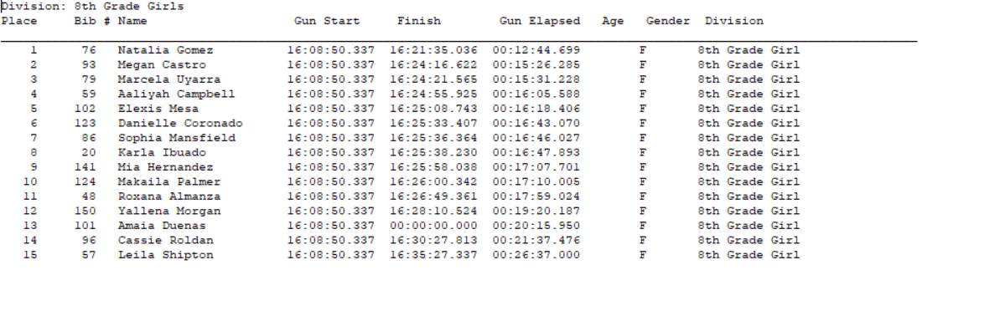 Division: 8th Grade Girls
Place Bib # Name Gun Start Finish Gun Elapsed Age Gender Division
1 76 Natalia Gomez 16:08:50.337 16:21:35.036 00:12:44.699 F 8th Grade Girl
2 93 Megan Castro 16:08:50.337 16:24:16.622 00:15:26.285 F 8th Grade Girl
3 79 Marcela Uyarra 16:08:50.337 16:24:21.565 00:15:31.228 F 8th Grade Girl
4 59 Aaliyah Campbell 16:08:50.337 16:24:55.925 00:16:05.588 F 8th Grade Girl
5 102 Elexis Mesa 16:08:50.337 16:25:08.743 00:16:18.406 F 8th Grade Girl
6 123 Danielle Coronado 16:08:50.337 16:25:33.407 00:16:43.070 F 8th Grade Girl
7 86 Sophia Mansfield 16:08:50.337 16:25:36.364 00:16:46.027 F 8th Grade Girl
8 20 Karla Ibuado 16:08:50.337 16:25:38.230 00:16:47.893 F 8th Grade Girl
9 141 Mia Hernandez 16:08:50.337 16:25:58.038 00:17:07.701 F 8th Grade Girl
10 124 Makaila Palmer 16:08:50.337 16:26:00.342 00:17:10.005 F 8th Grade Girl
11 48 Roxana Almanza 16:08:50.337 16:26:49.361 00:17:59.024 F 8th Grade Girl
12 150 Yallena Morgan 16:08:50.337 16:28:10.524 00:19:20.187 F 8th Grade Girl
13 101 Amaia Duenas 16:08:50.337 00:00:00.000 00:20:15.950 F 8th Grade Girl
14 96 Cassie Roldan 16:08:50.337 16:30:27.813 00:21:37.476 F 8th Grade Girl
15 57 Leila Shipton 16:08:50.337 16:35:27.337 00:26:37.000 F 8th Grade Girl